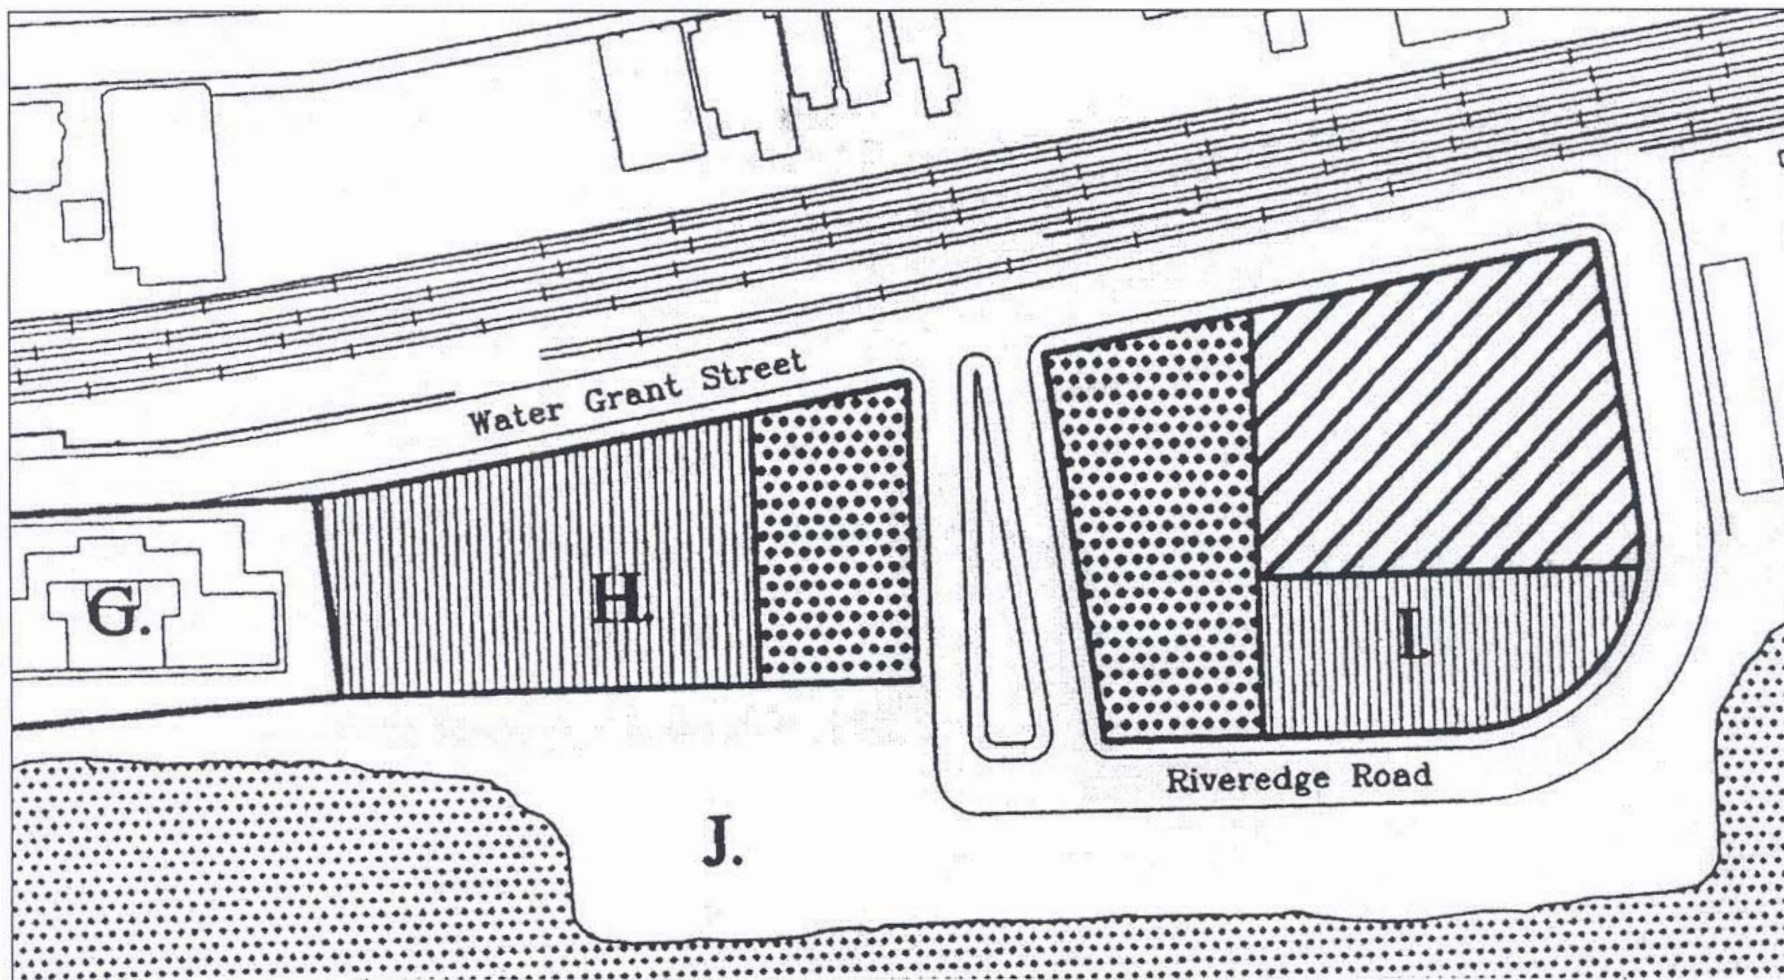 Water Grant Street
G.
H.
I.
J.
Riveredge Road